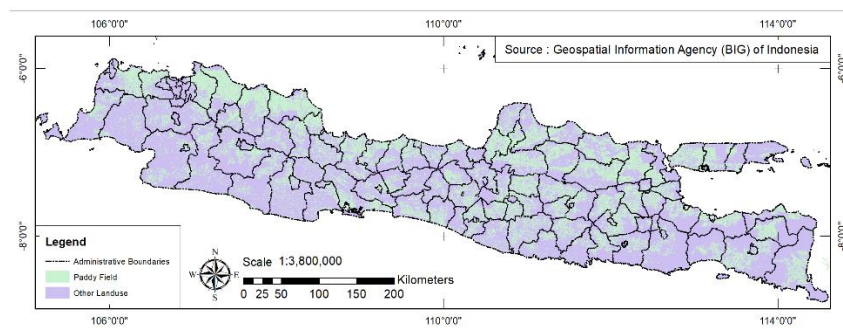 106°0'0" 110°0'0" 114°0'0"
Source : Geospatial Information Agency (BIG) of Indonesia
-6°0'0" -6°0'0"
-8°0'0" -8°0'0"
Legend
Administrative Boundaries
Paddy Field
Other Landuse
N
W E
S
Scale 1:3,800,000
Kilometers
0 25 50 100 150 200
106°0'0" 110°0'0" 114°0'0"